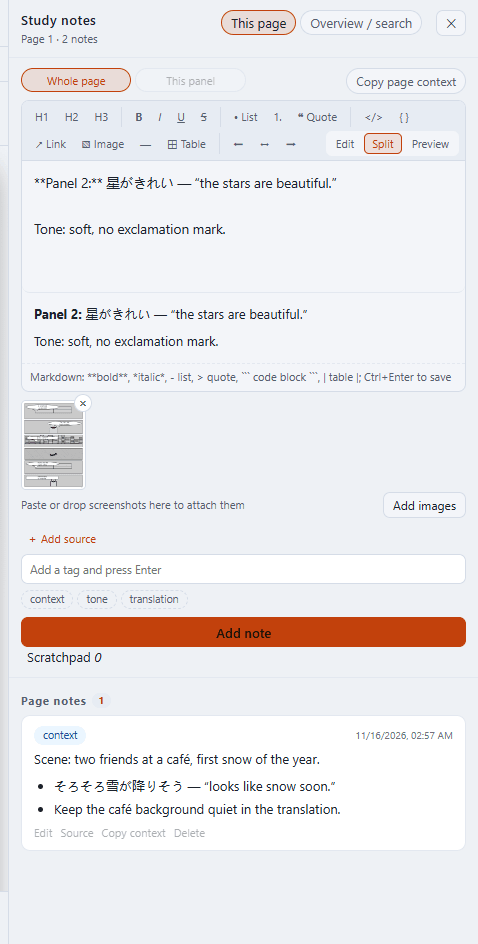 Study notes
This page
Overview / search
Page 1 · 2 notes
Whole page
This panel
Copy page context
H1 H2 H3 B I U S • List 1. ❝ Quote </> { }
↗ Link Image — Table ← ↔ → Edit Split Preview
**Panel 2:** 星がきれい — “the stars are beautiful.”
Tone: soft, no exclamation mark.
Panel 2: 星がきれい — “the stars are beautiful.”
Tone: soft, no exclamation mark.
Markdown: **bold**, *italic*, - list, > quote, ``` code block ```, | table |; Ctrl+Enter to save
Paste or drop screenshots here to attach them
Add images
+ Add source
Add a tag and press Enter
context tone translation
Add note
Scratchpad 0
Page notes 1
context
11/16/2026, 02:57 AM
Scene: two friends at a café, first snow of the year.
• そろそろ雪が降りそう — “looks like snow soon.”
• Keep the café background quiet in the translation.
Edit Source Copy context Delete